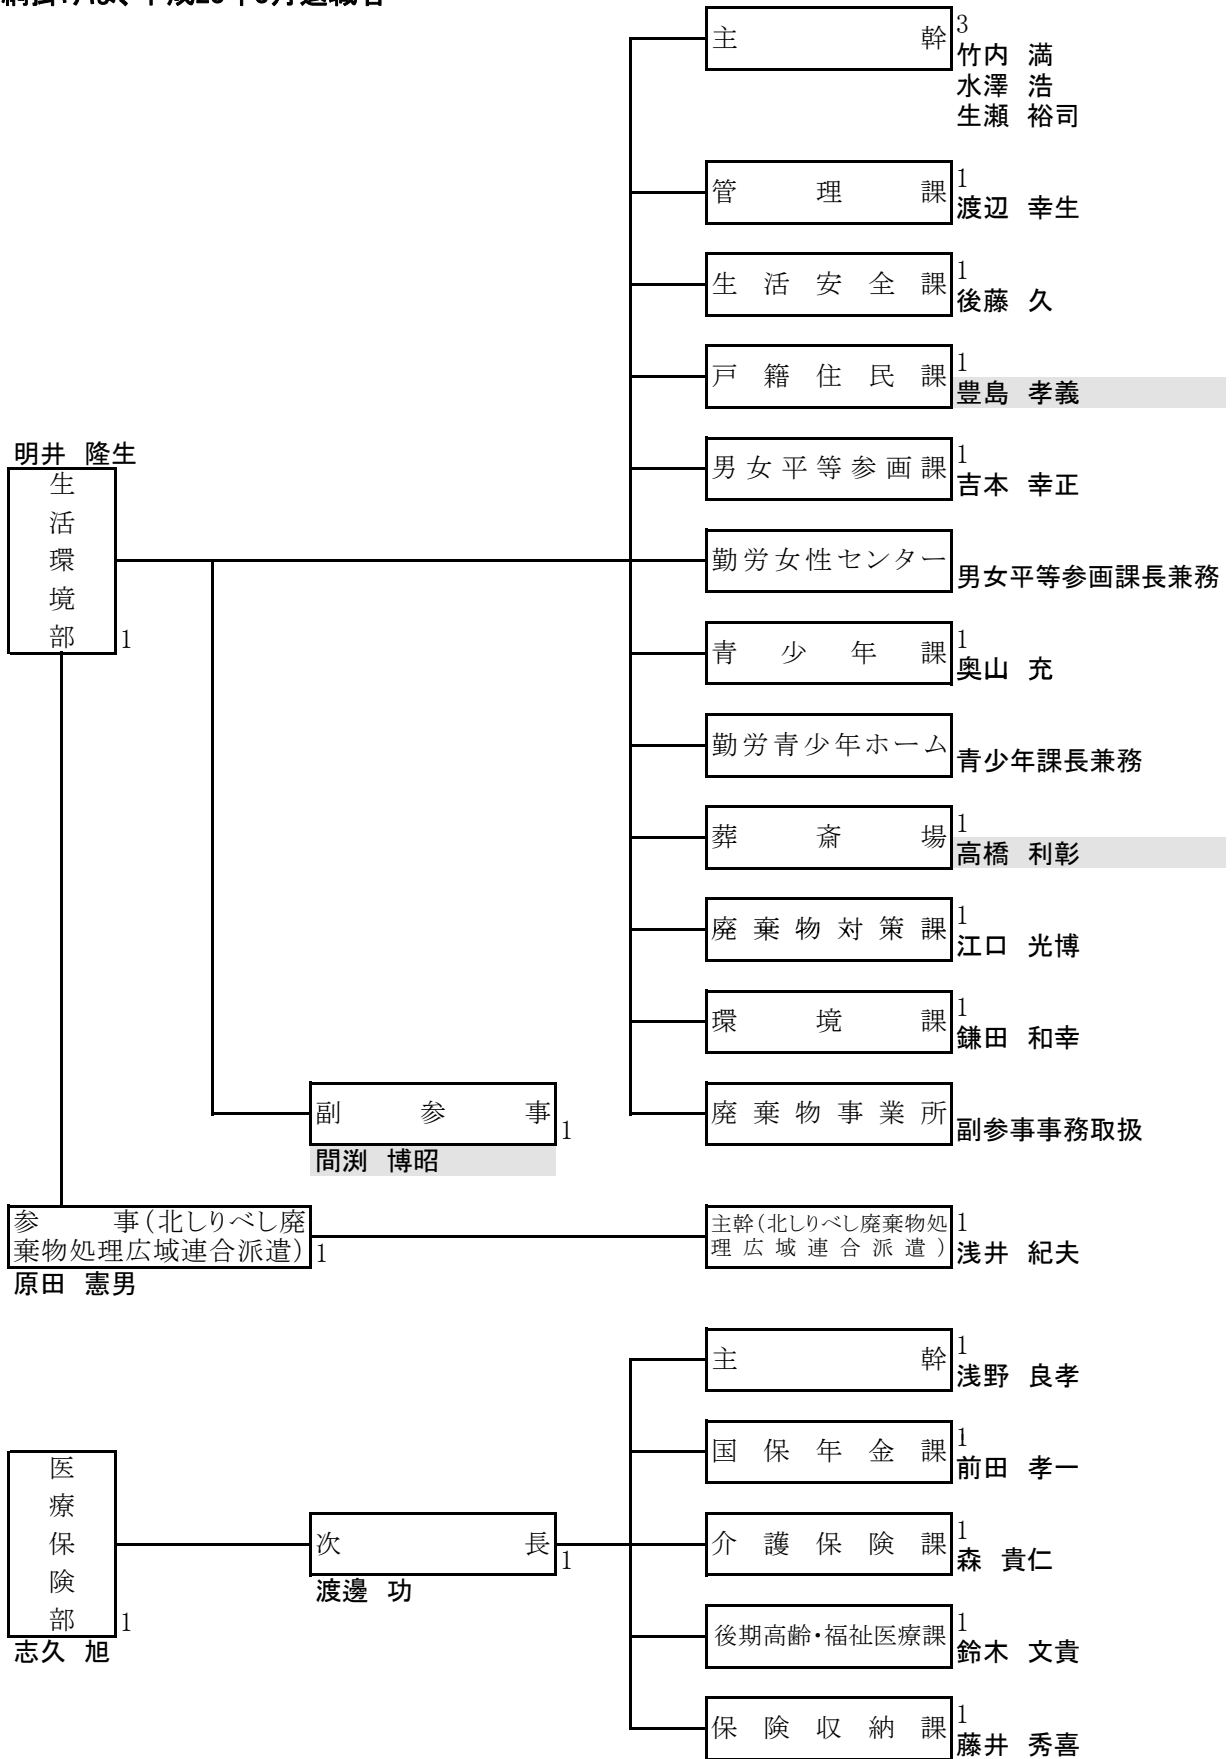 主幹 3
竹内 満
水澤 浩
生瀬 裕司
管理課 1
渡辺 幸生
生活安全課 1
後藤 久
戸籍住民課 1
豊島 孝義
明井 隆生
生活環境部 1
男女平等参画課 1
吉本 幸正
勤労女性センター
男女平等参画課長兼務
青少年課 1
奥山 充
勤労青少年ホーム
青少年課長兼務
葬斎場 1
高橋 利彰
廃棄物対策課 1
江口 光博
環境課 1
鎌田 和幸
副参事 1
間渕 博昭
廃棄物事業所
副参事事務取扱
参事(北しりべし廃
棄物処理広域連合派遣) 1
原田 憲男
主幹(北しりべし廃棄物処
理広域連合派遣) 1
浅井 紀夫
主幹 1
浅野 良孝
国保年金課 1
前田 孝一
医療保険部 1
志久 旭
次長 1
渡邊 功
介護保険課 1
森 貴仁
後期高齢・福祉医療課 1
鈴木 文貴
保険収納課 1
藤井 秀喜